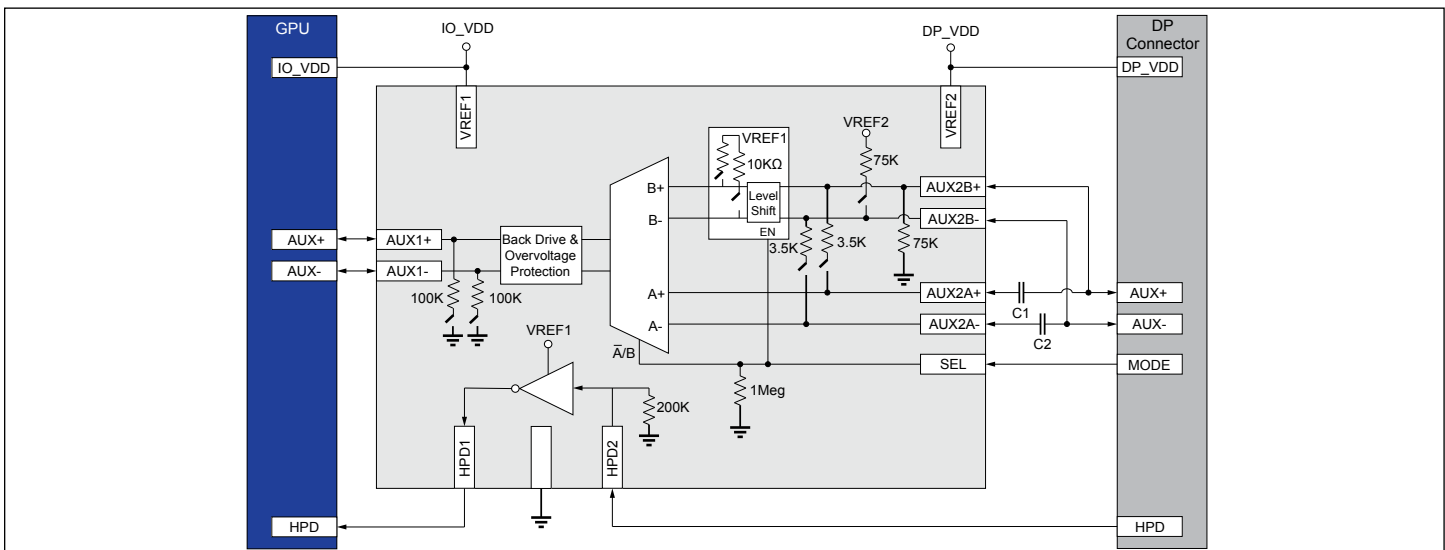 GPU
IO_VDD
DP_VDD
DP
Connector
IO_VDD
DP_VDD
VREF1
VREF2
VREF1
10KΩ
VREF2
75K
B+
B-
Level
Shift
EN
AUX2B+
AUX2B-
3.5K
3.5K
75K
AUX+
AUX1+
AUX-
AUX1-
Back Drive &
Overvoltage
Protection
100K
100K
A+
A-
AUX2A+
AUX2A-
C1
C2
AUX+
AUX-
A̅/B
VREF1
SEL
MODE
1Meg
200K
HPD1
HPD2
HPD
HPD